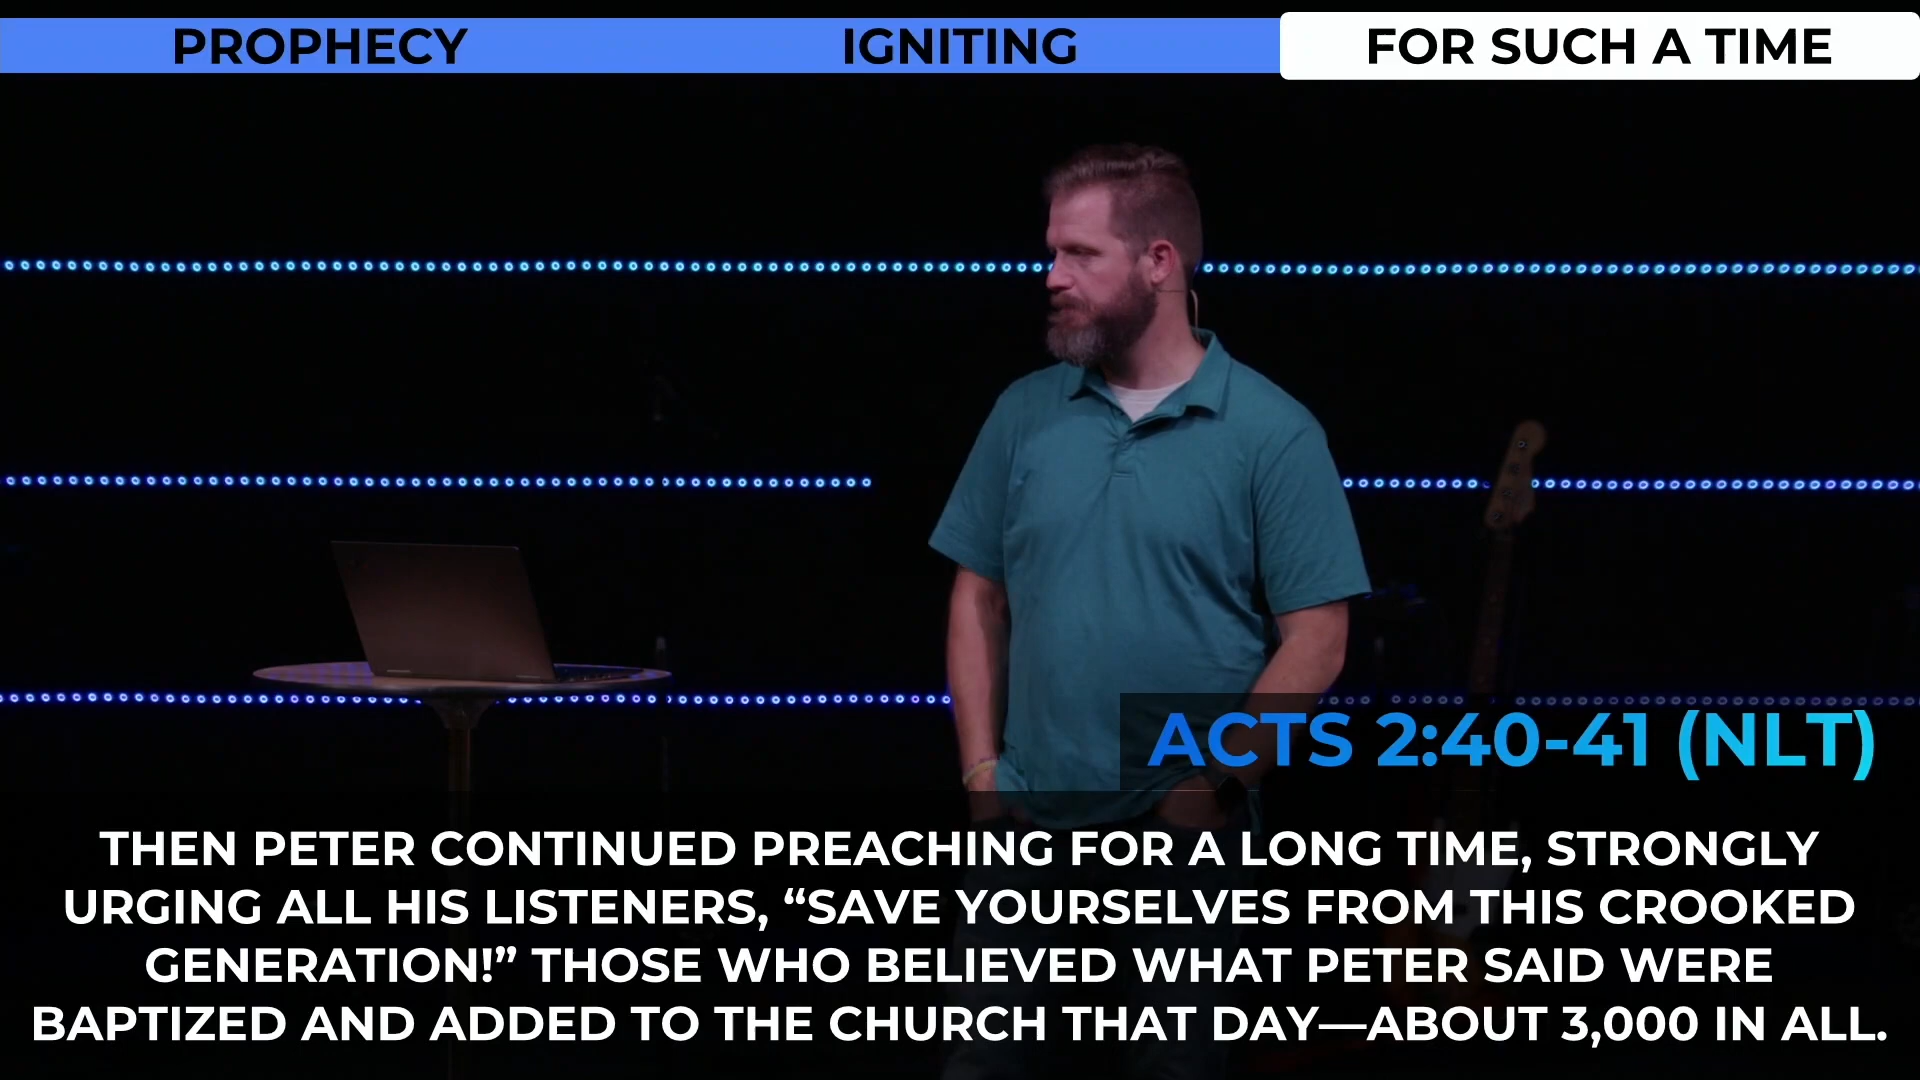 PROPHECY
IGNITING
FOR SUCH A TIME
ACTS 2:40-41 (NLT)
THEN PETER CONTINUED PREACHING FOR A LONG TIME, STRONGLY
URGING ALL HIS LISTENERS, “SAVE YOURSELVES FROM THIS CROOKED
GENERATION!” THOSE WHO BELIEVED WHAT PETER SAID WERE
BAPTIZED AND ADDED TO THE CHURCH THAT DAY—ABOUT 3,000 IN ALL.